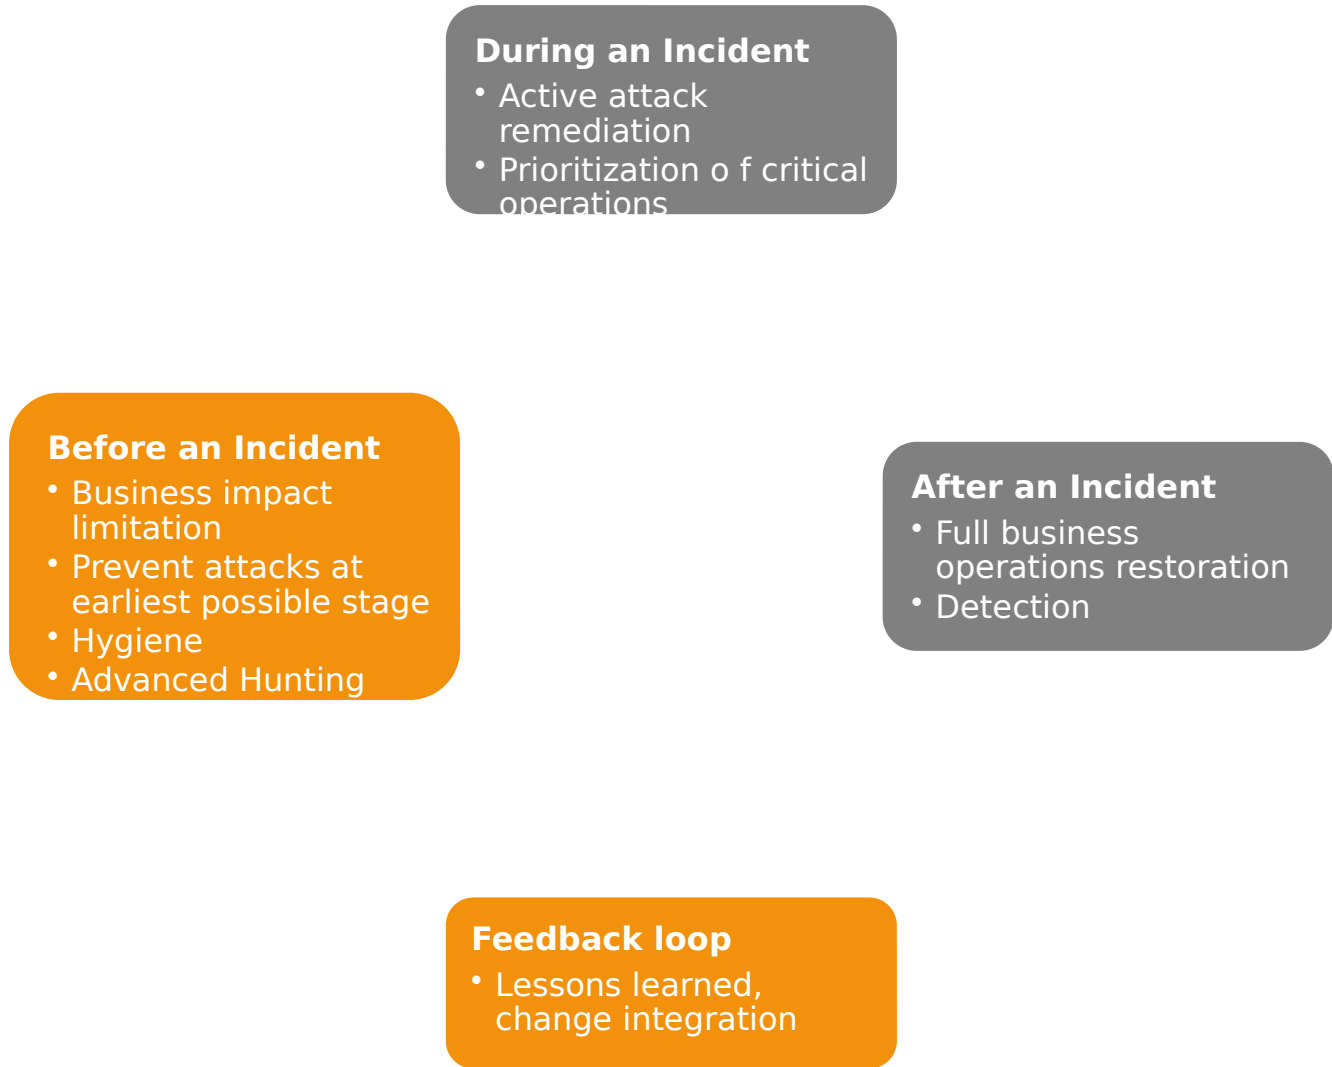 During an Incident
• Active attack
remediation
• Prioritization o f critical
operations
Before an Incident
• Business impact
limitation
• Prevent attacks at
earliest possible stage
• Hygiene
• Advanced Hunting
After an Incident
• Full business
operations restoration
• Detection
Feedback loop
• Lessons learned,
change integration